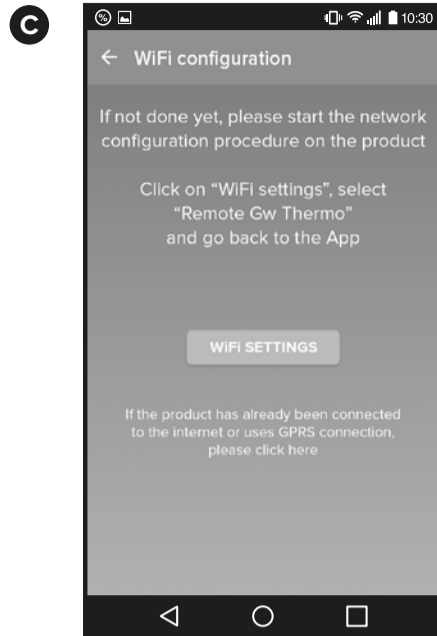 C
10:30
WiFi configuration
If not done yet, please start the network
configuration procedure on the product
Click on “WiFi settings”, select
“Remote Gw Thermo”
and go back to the App
WiFi SETTINGS
If the product has already been connected
to the internet or uses GPRS connection,
please click here